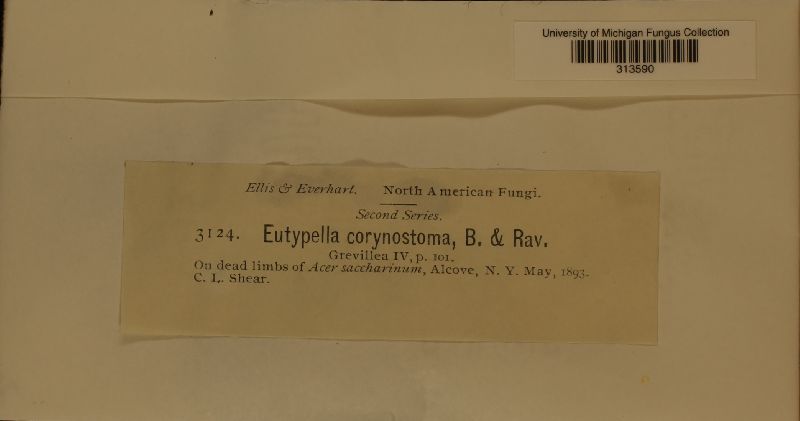 University of Michigan Fungus Collection
313590
Ellis & Everhart. North American Fungi.
Second Series.
3124. Eutypella corynostoma, B. & Rav.
Grevillea IV, p. 101.
On dead limbs of Acer saccharinum, Alcove, N. Y. May, 1893.
C. L. Shear.